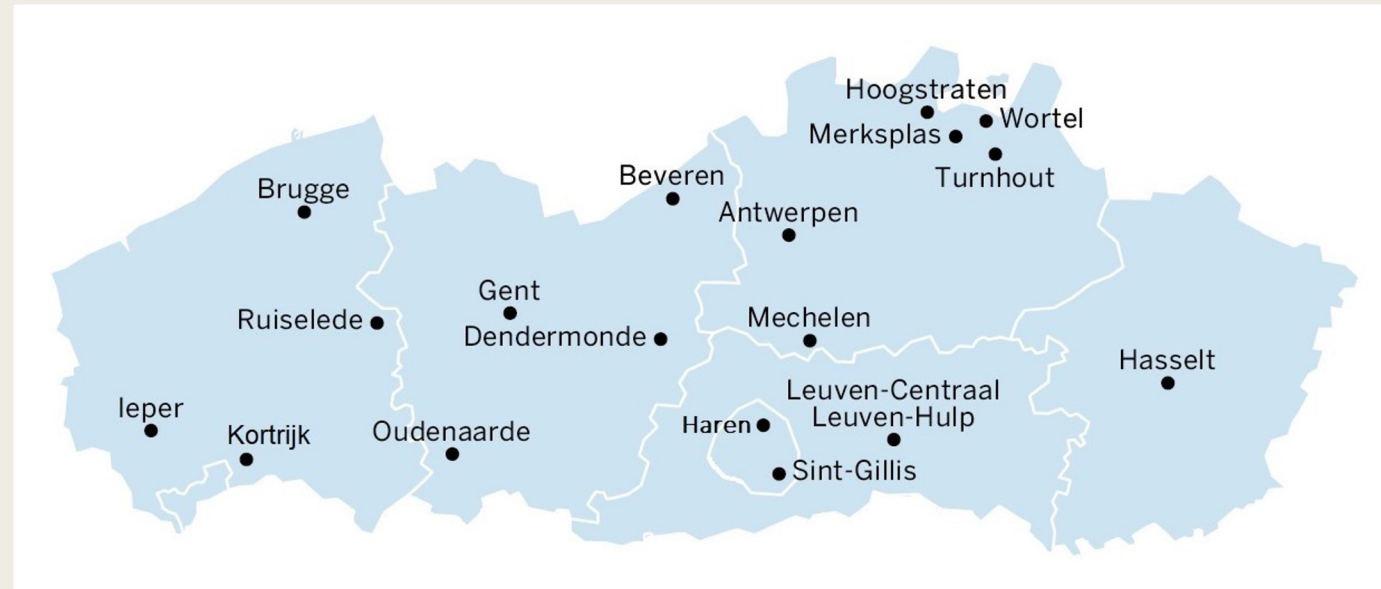 Hoogstraten
Wortel
Merksplas
Turnhout
Beveren
Brugge
Antwerpen
Gent
Ruiselede
Mechelen
Dendermonde
Hasselt
Leuven-Centraal
Leuven-Hulp
Ieper
Haren
Kortrijk
Oudenaarde
Sint-Gillis